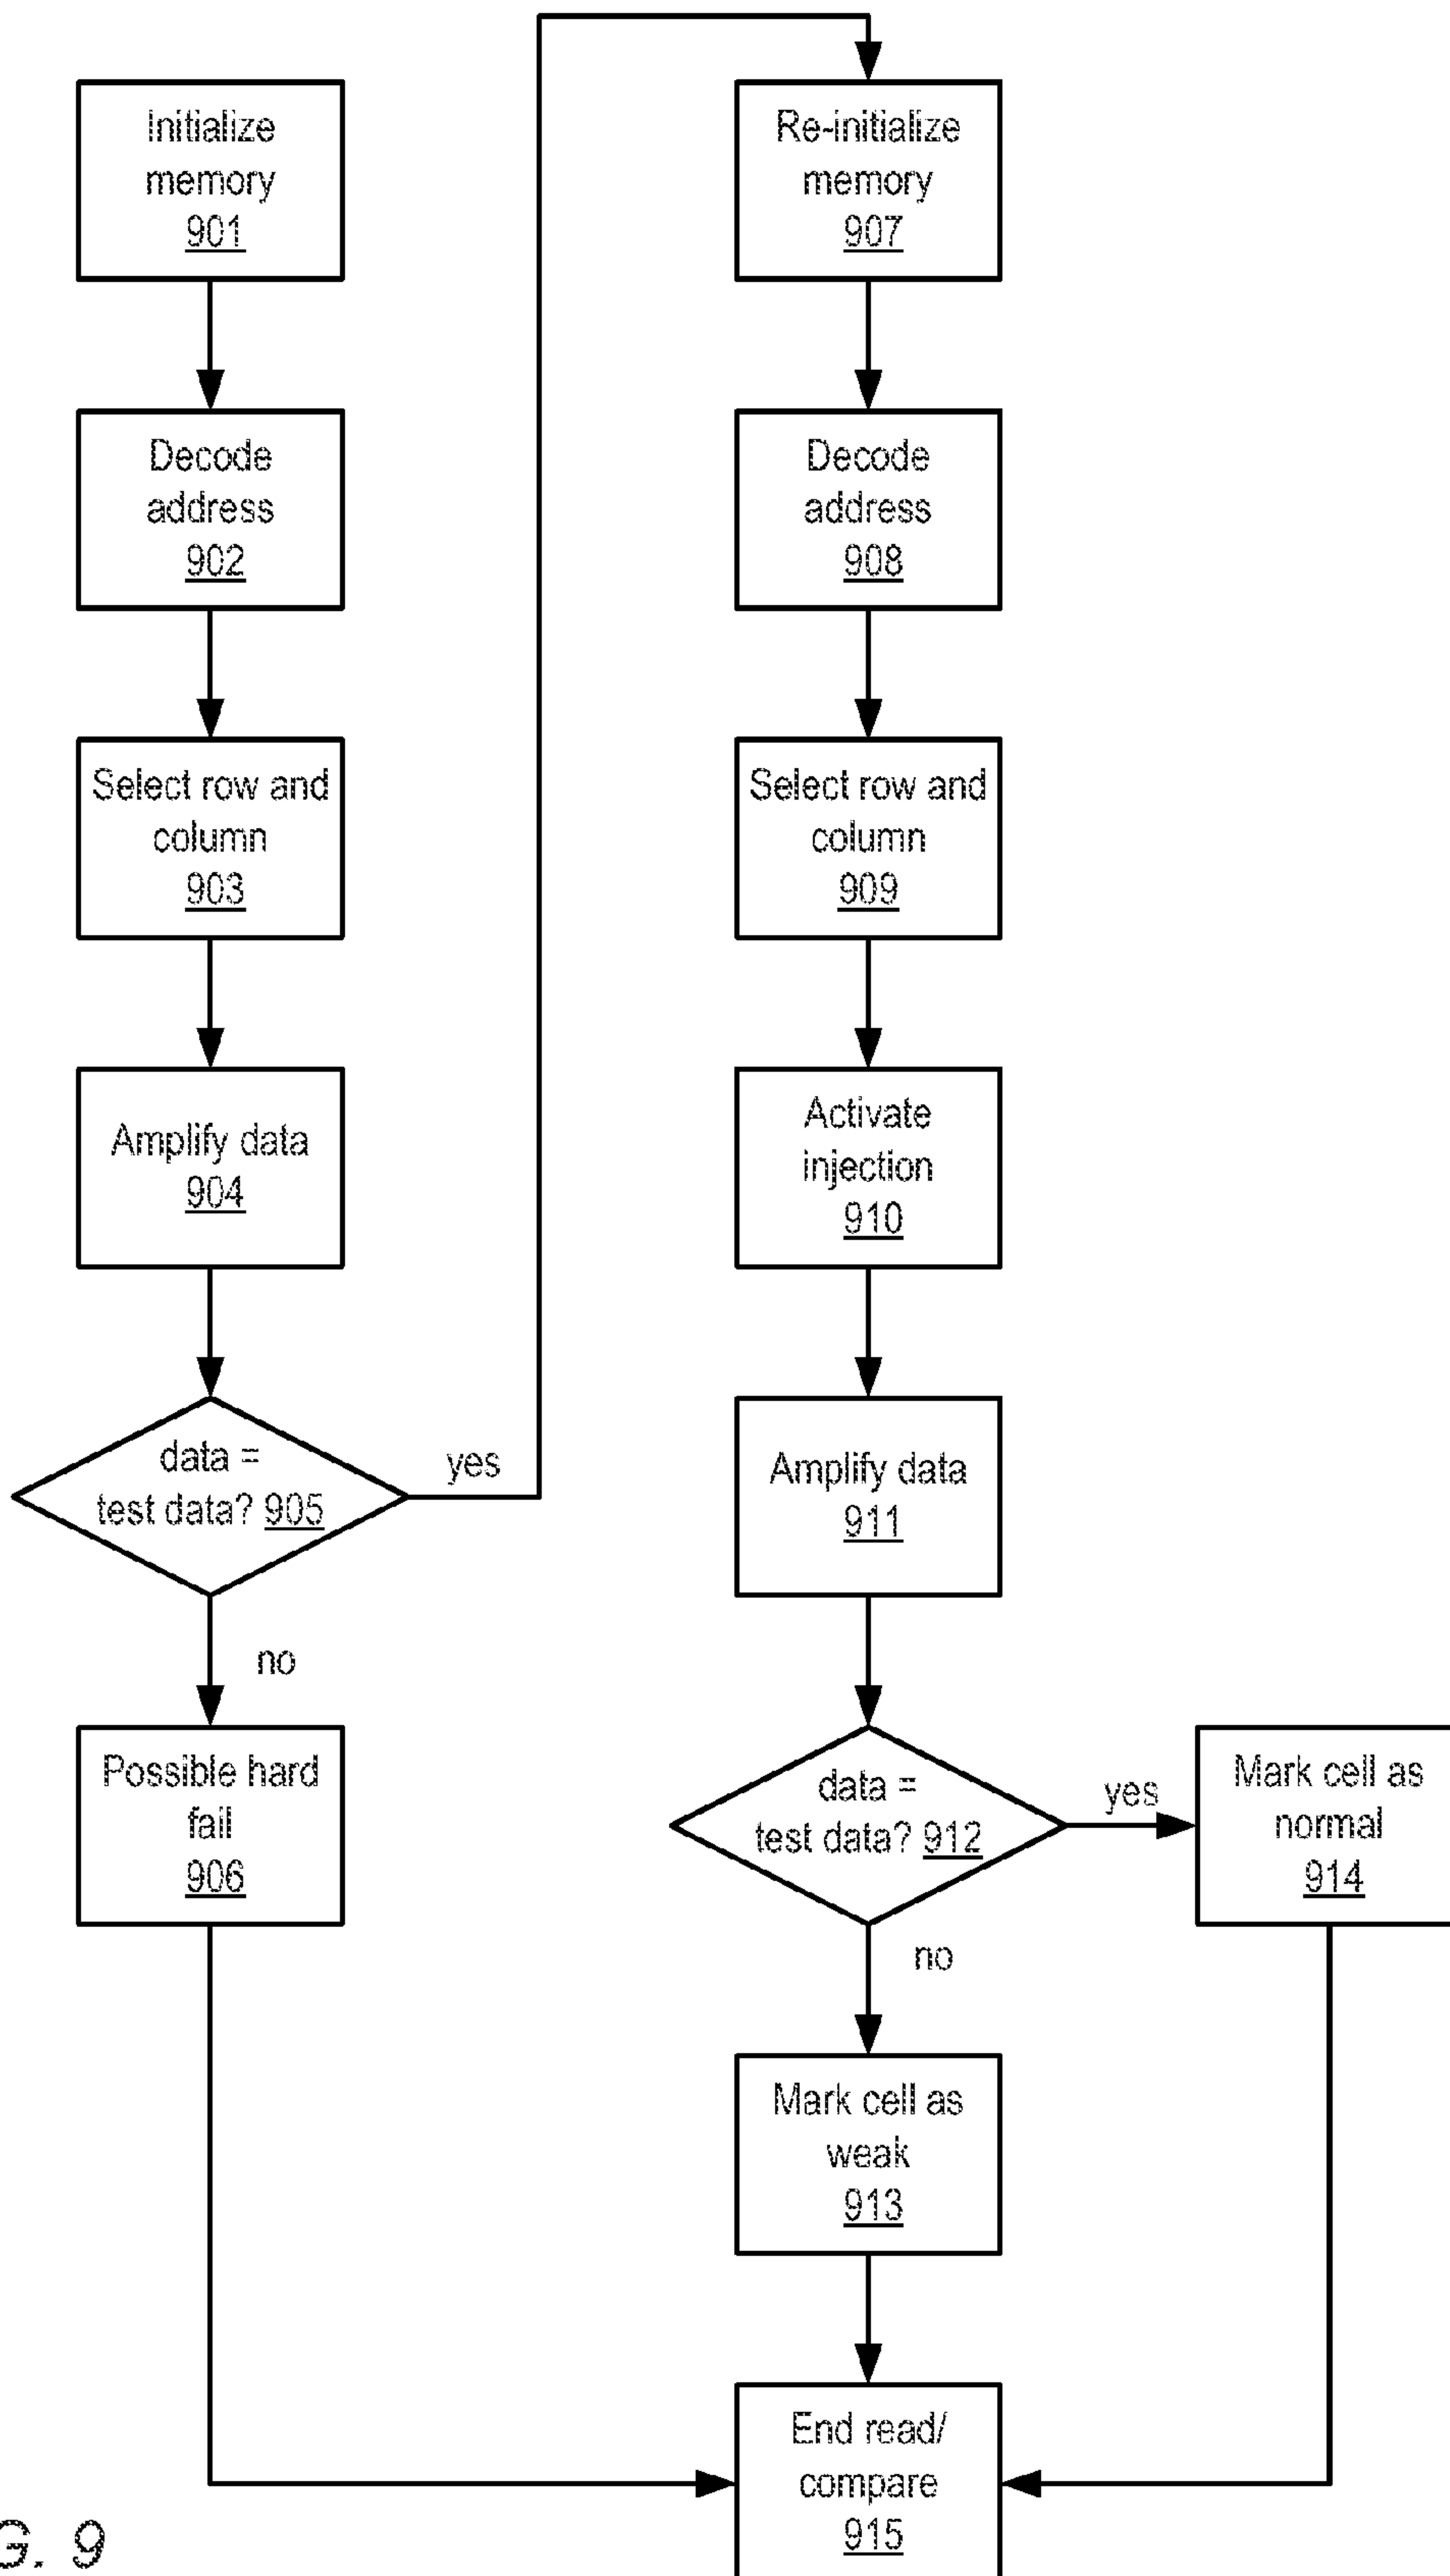 Initialize
memory
901
Decode
address
902
Select row and
column
903
Amplify data
904
data =
test data? 905
yes
no
Possible hard
fail
906
Re-initialize
memory
907
Decode
address
908
Select row and
column
909
Activate
injection
910
Amplify data
911
data =
test data? 912
yes
no
Mark cell as
normal
914
Mark cell as
weak
913
End read/
compare
915
G. 9